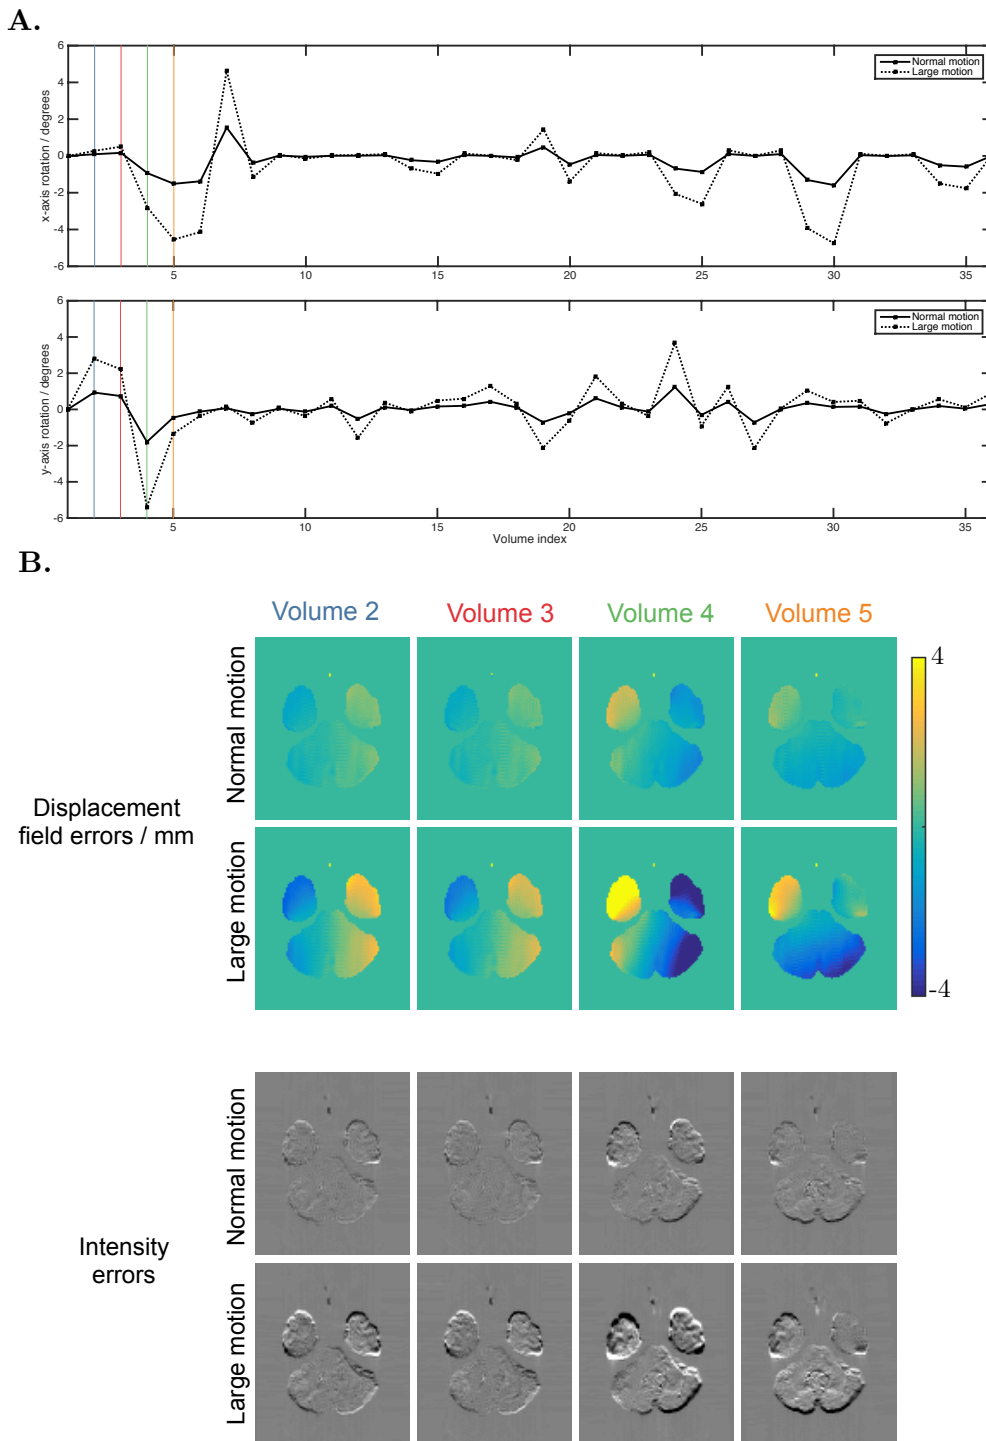 A.
6
4
2
0
-2
-4
-6
x-axis rotation / degrees
Normal motion
Large motion
5
10
15
20
25
30
35
6
4
2
0
-2
-4
-6
y-axis rotation / degrees
Normal motion
Large motion
5
10
15
20
25
30
35
Volume index
B.
Volume 2
Volume 3
Volume 4
Volume 5
Displacement
field errors / mm
Normal motion
Large motion
4
-4
Intensity
errors
Normal motion
Large motion